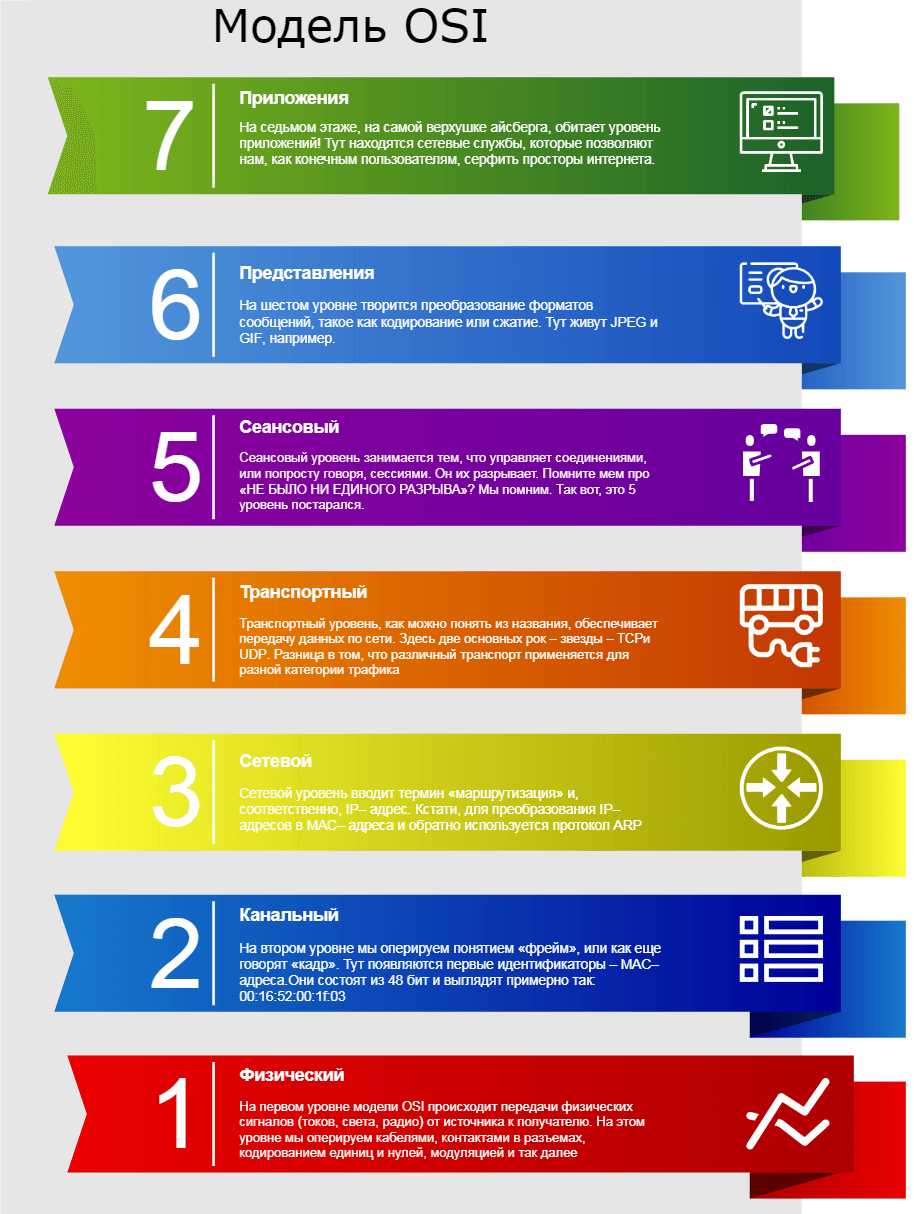 Модель OSI
7
Приложения
На седьмом этаже, на самой верхушке айсберга, обитает уровень
приложений! Тут находятся сетевые службы, которые позволяют
нам, как конечным пользователям, серфить просторы интернета.
6
Представления
На шестом уровне творится преобразование форматов
сообщений, такое как кодирование или сжатие. Тут живут JPEG и
GIF, например.
5
Сеансовый
Сеансовый уровень занимается тем, что управляет соединениями,
или попросту говоря, сессиями. Он их разрывает. Помните мем про
«НЕ БЫЛО НИ ЕДИНОГО РАЗРЫВА»? Мы помним. Так вот, это 5
уровень постарался.
4
Транспортный
Транспортный уровень, как можно понять из названия, обеспечивает
передачу данных по сети. Здесь две основных рок – звезды – TCPи
UDP. Разница в том, что различный транспорт применяется для
разной категории трафика
3
Сетевой
Сетевой уровень вводит термин «маршрутизация» и,
соответственно, IP– адрес. Кстати, для преобразования IP–
адресов в MAC– адреса и обратно используется протокол ARP
2
Канальный
На втором уровне мы оперируем понятием «фрейм», или как еще
говорят «кадр». Тут появляются первые идентификаторы – MAC–
адреса.Они состоят из 48 бит и выглядят примерно так:
00:16:52:00:1f:03
1
Физический
На первом уровне модели OSI происходит передачи физических
сигналов (токов, света, радио) от источника к получателю. На этом
уровне мы оперируем кабелями, контактами в разъемах,
кодированием единиц и нулей, модуляцией и так далее